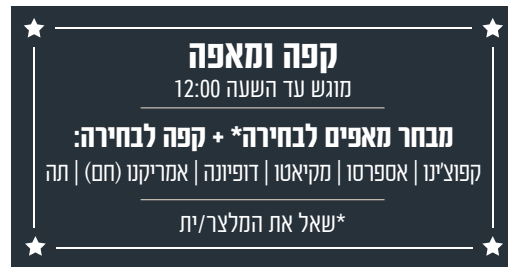 קפה ומאפה
מוגש עד השעה 12:00
מבחר מאפים לבחירה* + קפה לבחירה:
קפוצ'ינו | אספרסו | מקיאטו | דופיונה | אמריקנו (חם) | תה
*שאל את המלצר/ית